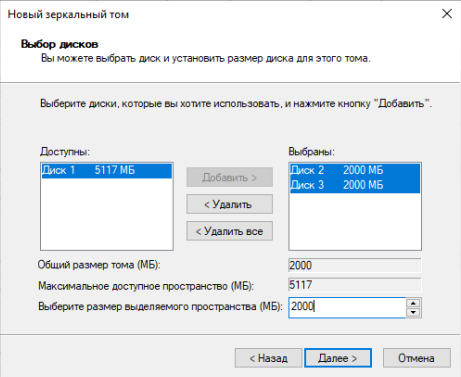 Новый зеркальный том
Выбор дисков
Вы можете выбрать диск и установить размер диска для этого тома.
Выберите диски, которые вы хотите использовать, и нажмите кнопку "Добавить".
Доступны:
Выбраны:
Диск 1 5117 МБ
Добавить >
Диск 2 2000 МБ
Диск 3 2000 МБ
< Удалить
< Удалить все
Общий размер тома (МБ): 2000
Максимальное доступное пространство (МБ): 5117
Выберите размер выделяемого пространства (МБ): 2000
< Назад Далее > Отмена